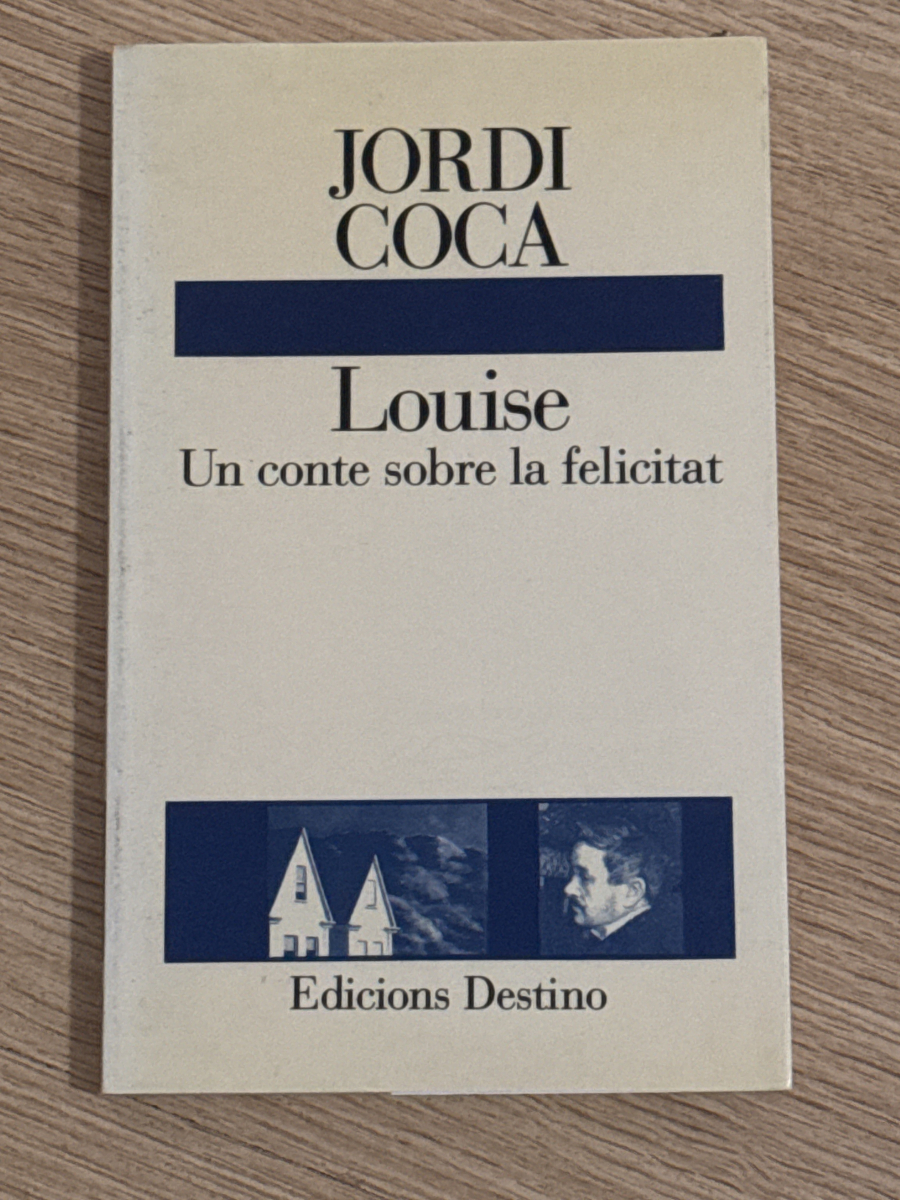 JORDI
COCA
Louise
Un conte sobre la felicitat
Edicions Destino